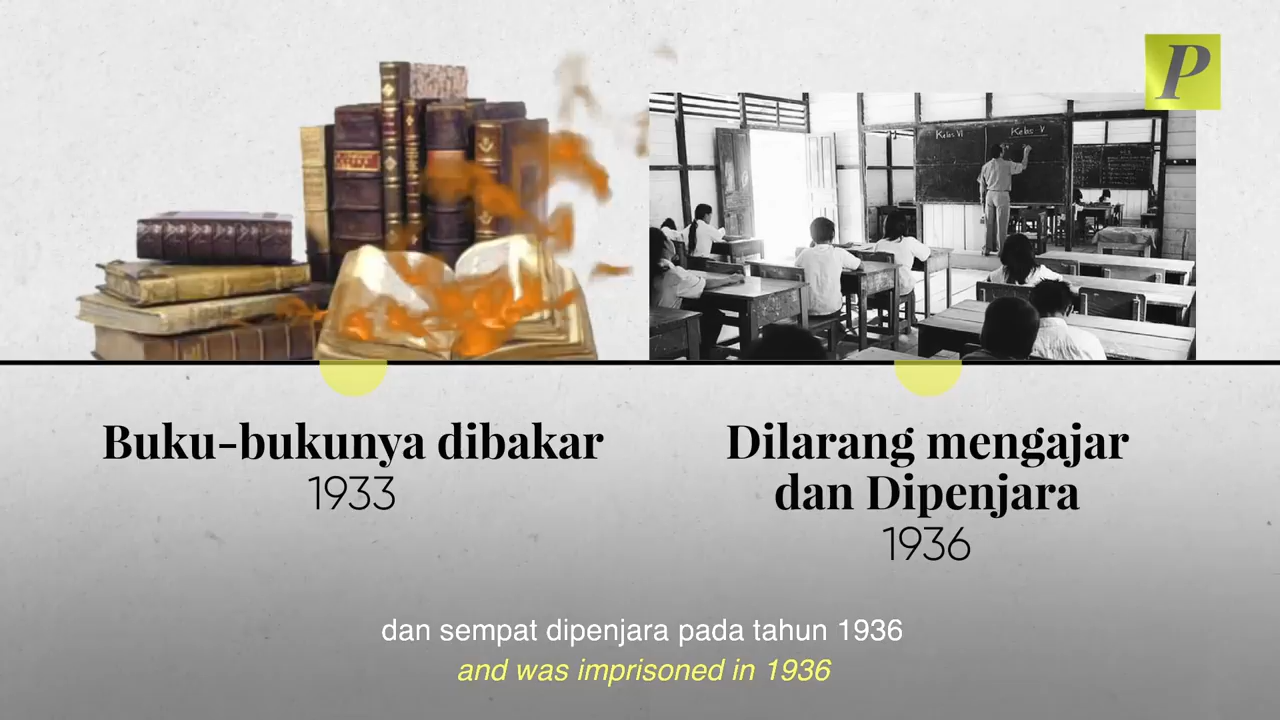 P
Kelas VI
Kelas V
Buku-bukunya dibakar
1933
Dilarang mengajar
dan Dipenjara
1936
dan sempat dipenjara pada tahun 1936
and was imprisoned in 1936